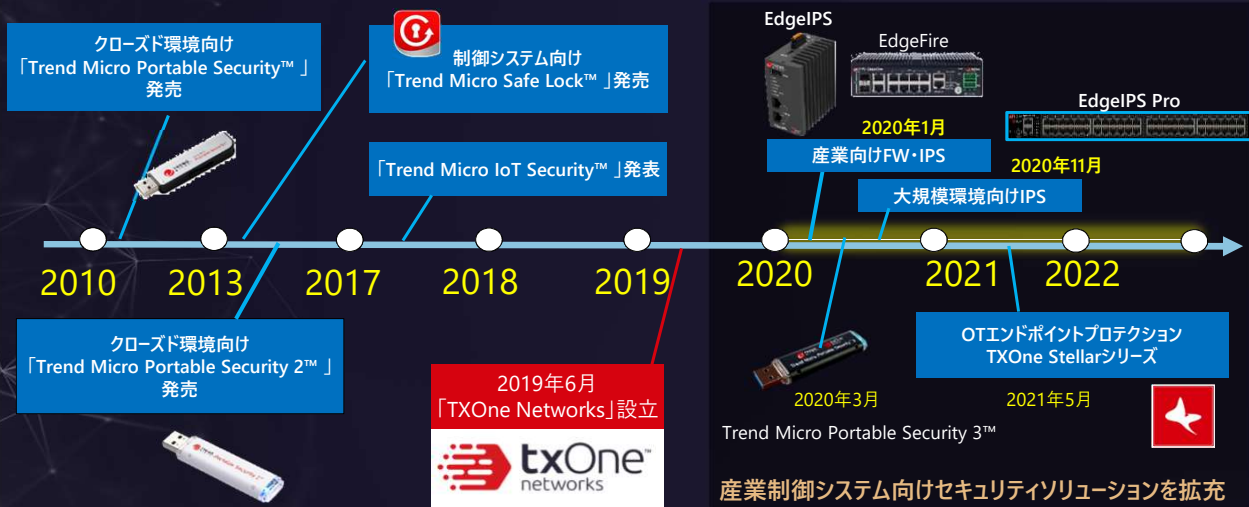 クローズド環境向け
「Trend Micro Portable Security™ 」
発売
制御システム向け
「Trend Micro Safe Lock™ 」発売
「Trend Micro IoT Security™ 」発表
EdgeIPS
EdgeFire
EdgeIPS Pro
2020年1月
産業向けFW・IPS
2020年11月
大規模環境向けIPS
2010
2013
2017
2018
2019
2020
2021
2022
クローズド環境向け
「Trend Micro Portable Security 2™ 」
発売
2019年6月
「TXOne Networks」設立
txOne™
networks
2020年3月
Trend Micro Portable Security 3™
OTエンドポイントプロテクション
TXOne Stellarシリーズ
2021年5月
産業制御システム向けセキュリティソリューションを拡充